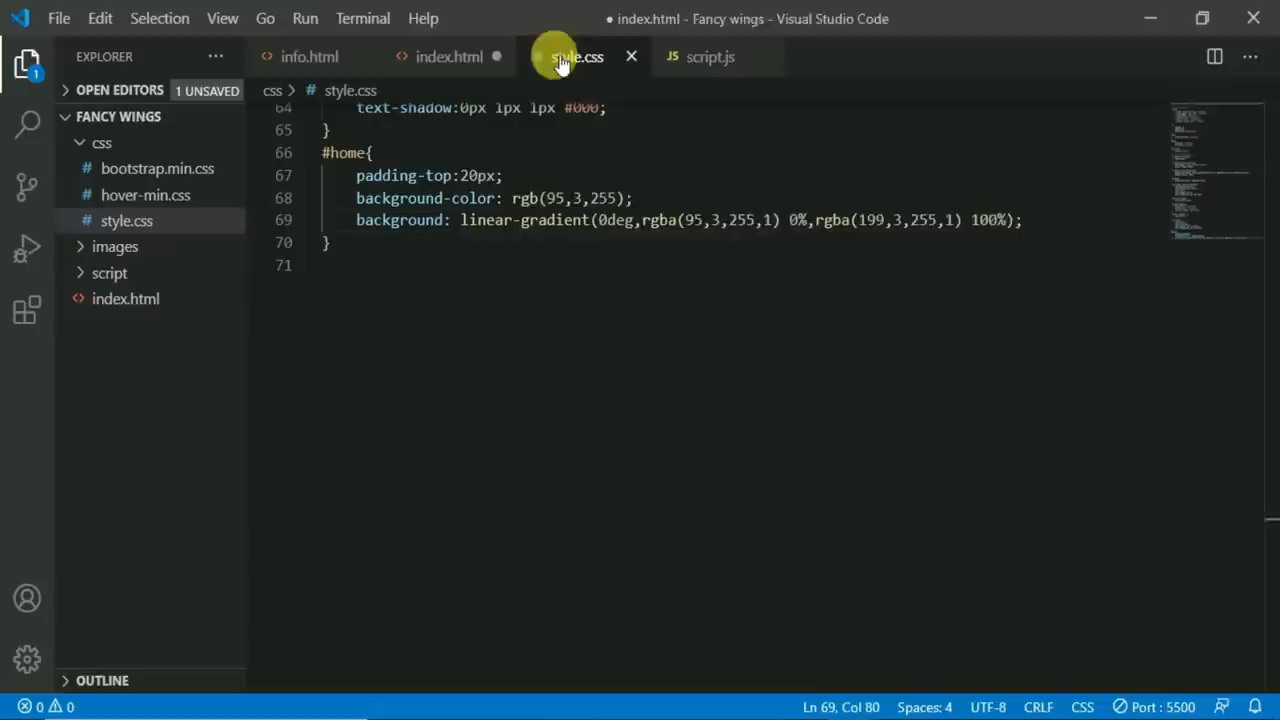 File Edit Selection View Go Run Terminal Help
● index.html - Fancy wings - Visual Studio Code
EXPLORER ···
info.html
index.html
style.css
JS script.js
OPEN EDITORS 1 UNSAVED
css > # style.css
FANCY WINGS
css
# bootstrap.min.css
# hover-min.css
# style.css
images
script
<> index.html
64 text-shadow:0px 1px 1px #000;
65 }
66 #home{
67 padding-top:20px;
68 background-color: rgb(95,3,255);
69 background: linear-gradient(0deg,rgba(95,3,255,1) 0%,rgba(199,3,255,1) 100%);
70 }
71
1
OUTLINE
0 0
Ln 69, Col 80 Spaces: 4 UTF-8 CRLF CSS Port : 5500